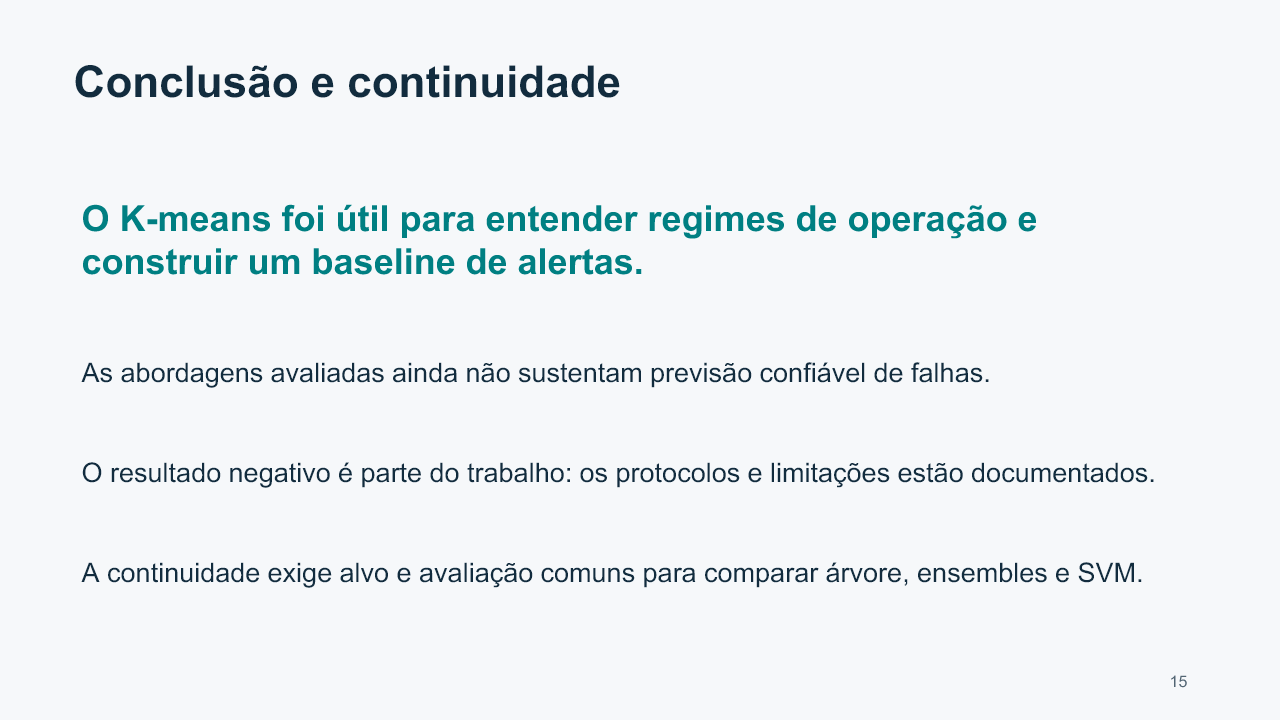 Conclusão e continuidade
O K-means foi útil para entender regimes de operação e
construir um baseline de alertas.
As abordagens avaliadas ainda não sustentam previsão confiável de falhas.
O resultado negativo é parte do trabalho: os protocolos e limitações estão documentados.
A continuidade exige alvo e avaliação comuns para comparar árvore, ensembles e SVM.
15